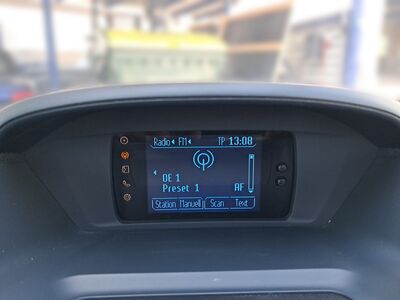 Radio FM TP 13:08
OE 1
Preset 1 AF
Station Manuell Scan Text